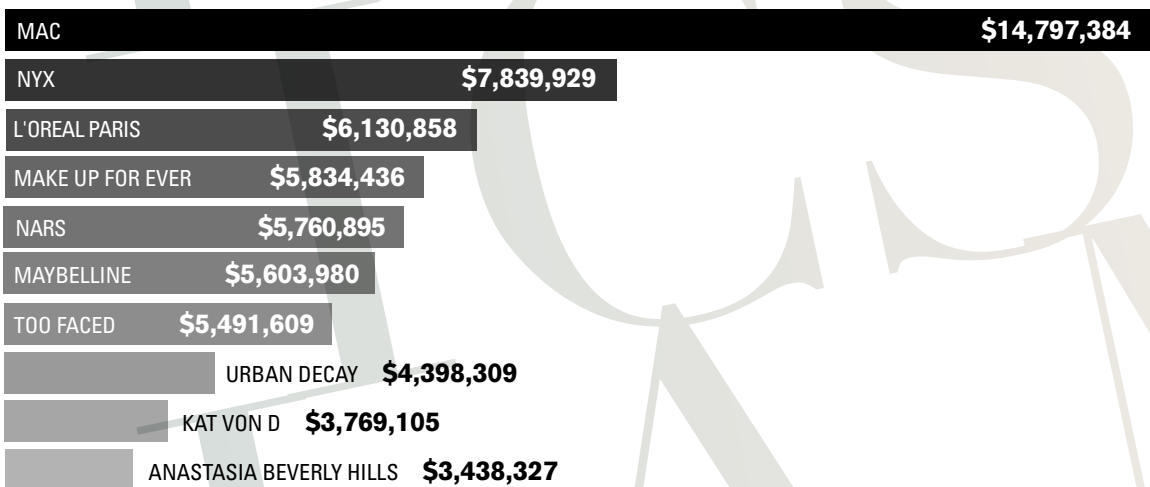 MAC $14,797,384
NYX $7,839,929
L'OREAL PARIS $6,130,858
MAKE UP FOR EVER $5,834,436
NARS $5,760,895
MAYBELLINE $5,603,980
TOO FACED $5,491,609
URBAN DECAY $4,398,309
KAT VON D $3,769,105
ANASTASIA BEVERLY HILLS $3,438,327